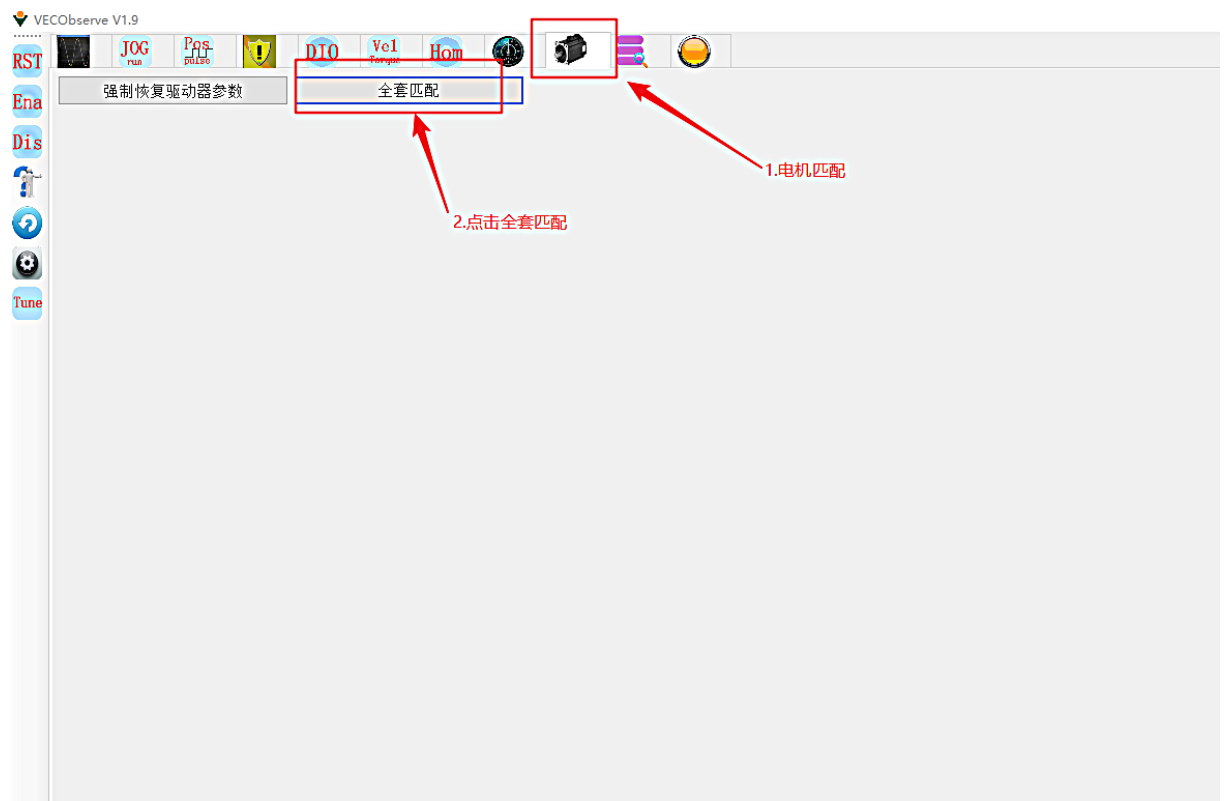 VECObserve V1.9
RST
JOG
run
Pos
pulse
DIO
Vel
Torque
Hom
强制恢复驱动器参数
全套匹配
Ena
Dis
1.电机匹配
2.点击全套匹配
Tune